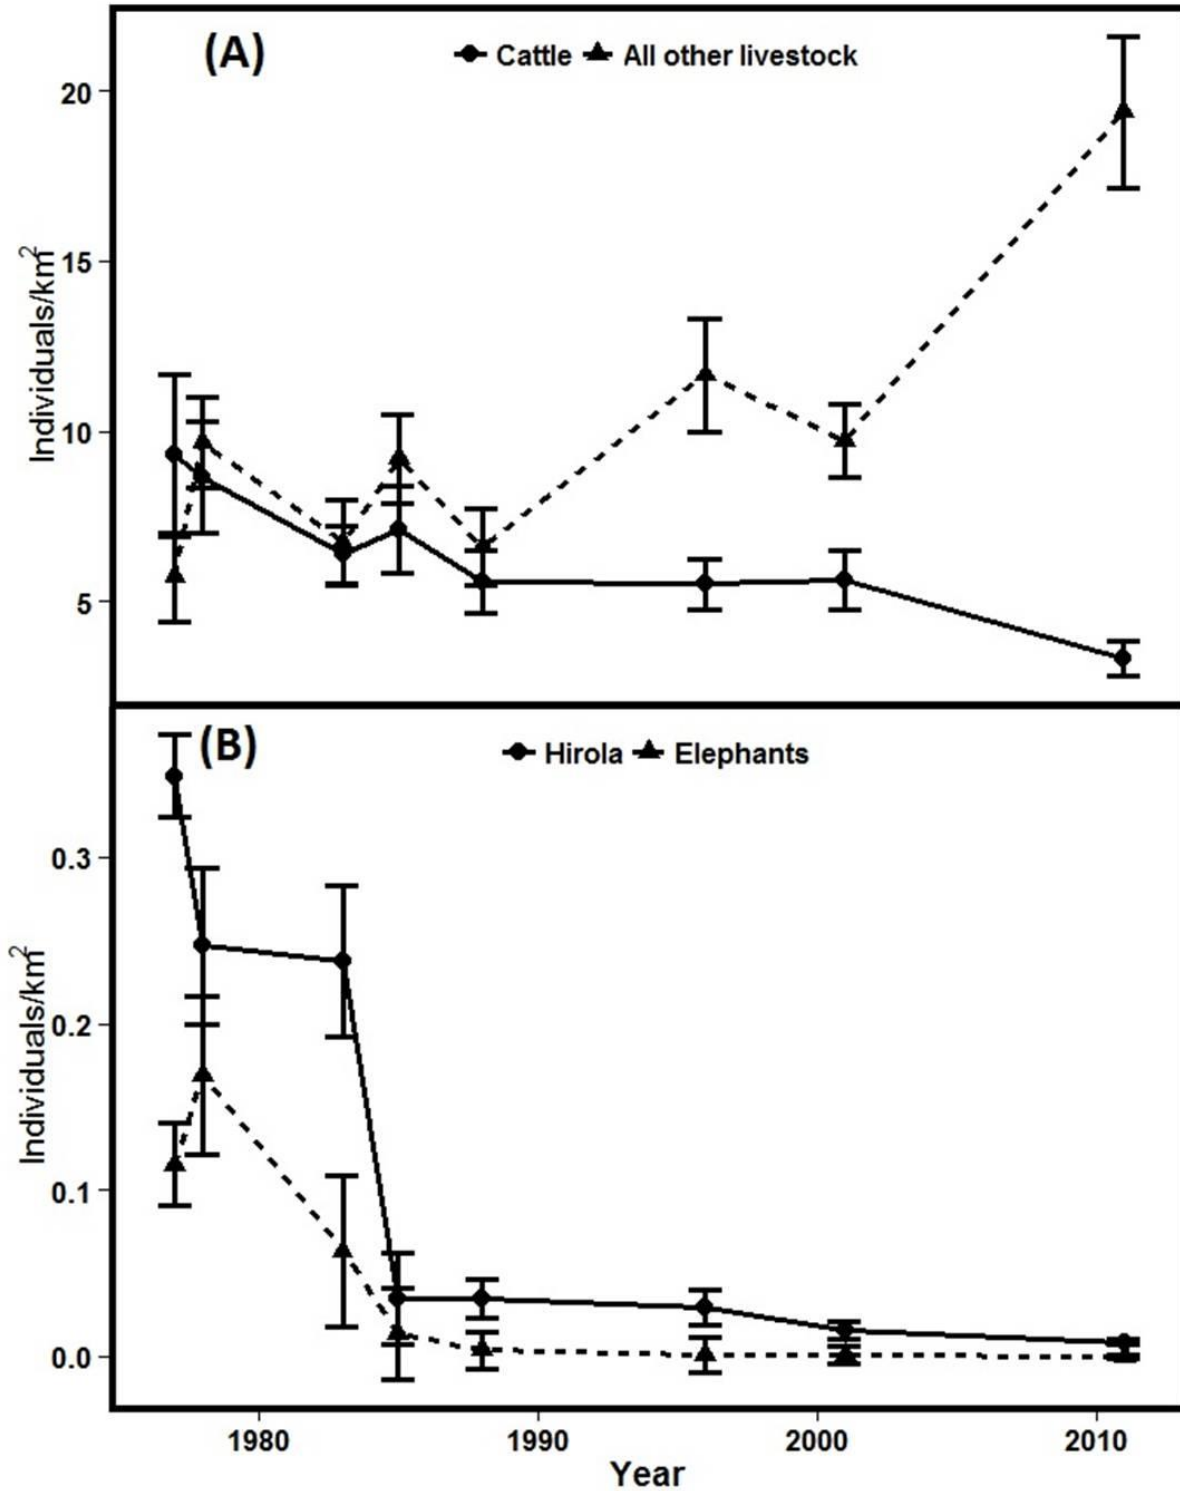 (A)
Cattle All other livestock
20
15
10
5
Individuals/km²
(B)
Hirola Elephants
0.3
0.2
0.1
0.0
Individuals/km²
1980 1990 2000 2010
Year